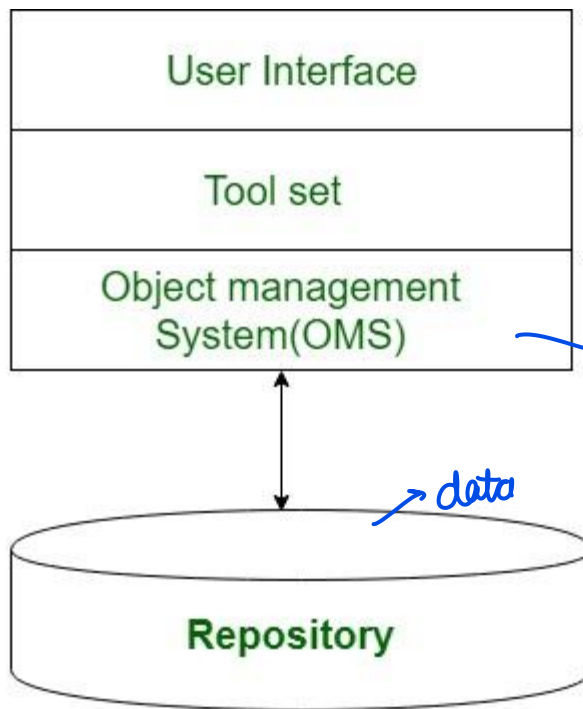 User Interface
Tool set
Object management
System(OMS)
data
Repository